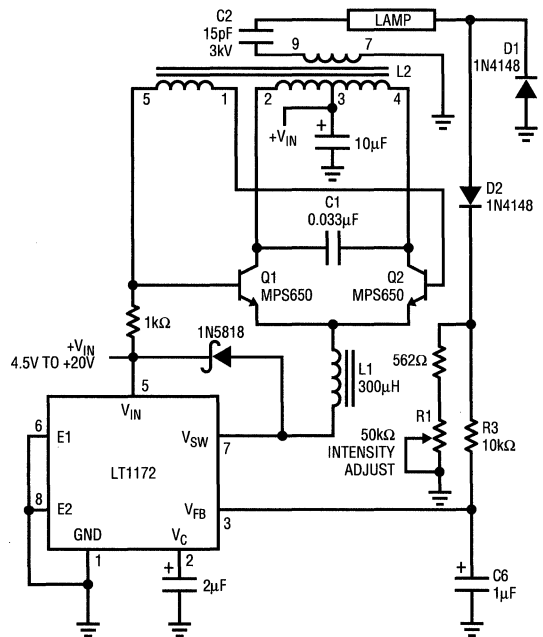 C2
15pF
3kV
LAMP
9
7
D1
1N4148
L2
5
1
2
3
4
+VIN
+
10μF
D2
1N4148
C1
0.033μF
Q1
MPS650
Q2
MPS650
1kΩ
1N5818
+VIN
4.5V TO +20V
L1
300μH
562Ω
R1
50kΩ
INTENSITY
ADJUST
R3
10kΩ
5
VIN
6
E1
VSW
7
LT1172
8
E2
VFB
3
GND
VC
1
2
+
2μF
+
C6
1μF